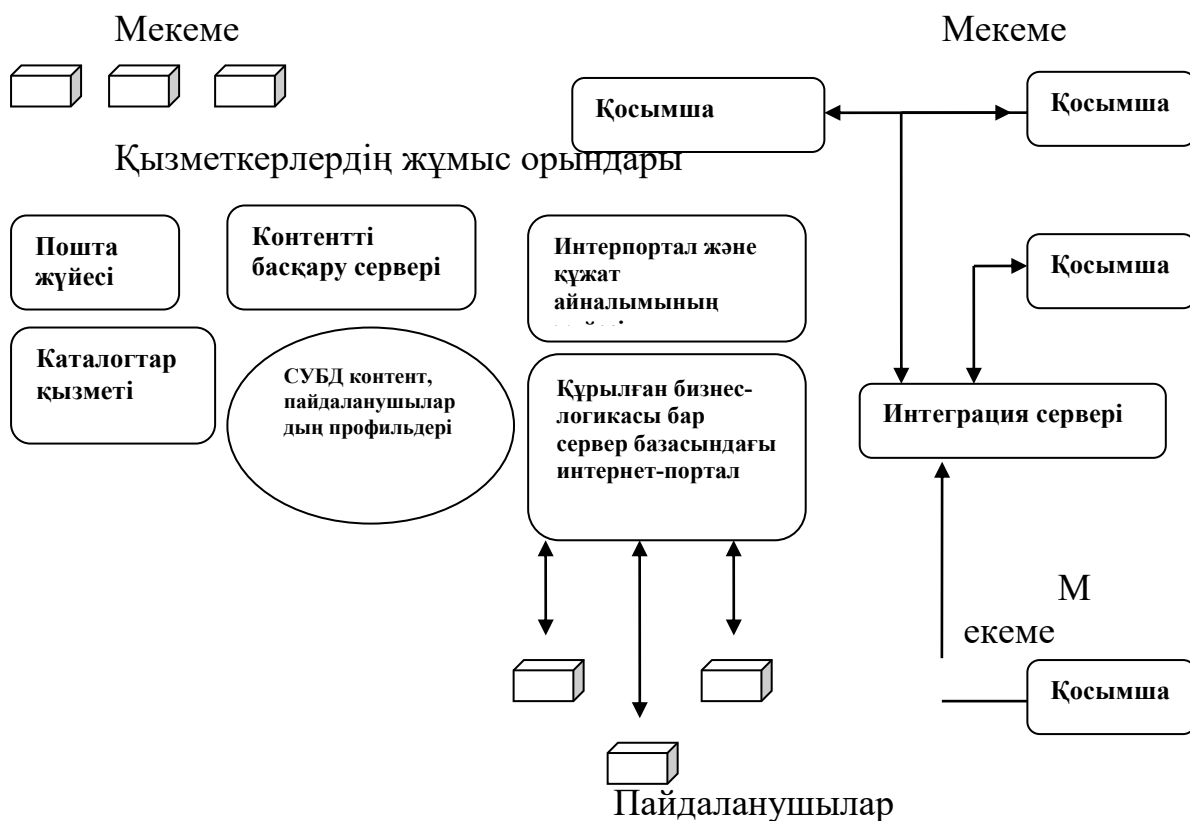 Мекеме
Мекеме
Қосымша
Қосымша
Қызметкерлердің жұмыс орындары
Пошта
жүйесі
Контентті
басқару сервері
Интерпортал және
құжат
айналымының
Қосымша
Каталогтар
қызметі
СУБД контент,
пайдаланушылар
дың профильдері
Құрылған бизнес-
логикасы бар
сервер базасындағы
интернет-портал
Интеграция сервері
М
екеме
Қосымша
Пайдаланушылар